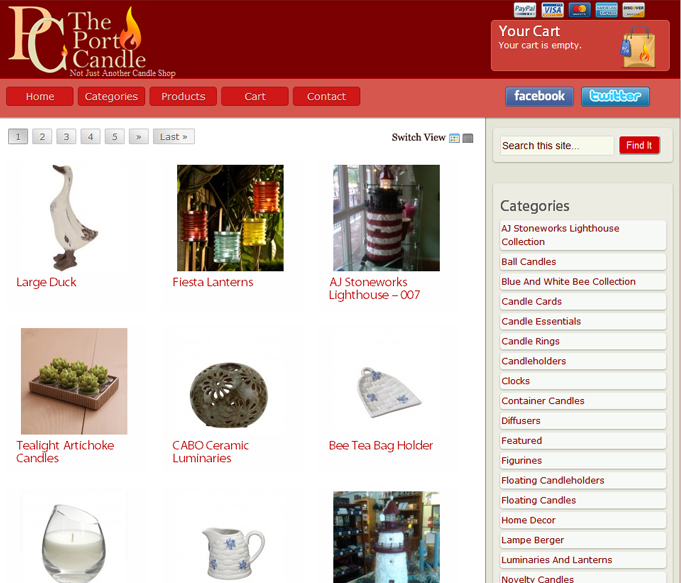 PC The Port Candle
Not Just Another Candle Shop
PayPal VISA MasterCard AMERICAN EXPRESS DISCOVER
Your Cart
Your cart is empty.
Home Categories Products Cart Contact
facebook twitter
1 2 3 4 5 » Last »
Switch View
Search this site... Find It
Large Duck
Fiesta Lanterns
AJ Stoneworks
Lighthouse – 007
Tealight Artichoke
Candles
CABO Ceramic
Luminaries
Bee Tea Bag Holder
Categories
AJ Stoneworks Lighthouse
Collection
Ball Candles
Blue And White Bee Collection
Candle Cards
Candle Essentials
Candle Rings
Candleholders
Clocks
Container Candles
Diffusers
Featured
Figurines
Floating Candleholders
Floating Candles
Home Decor
Lampe Berger
Luminaries And Lanterns
Novelty Candles